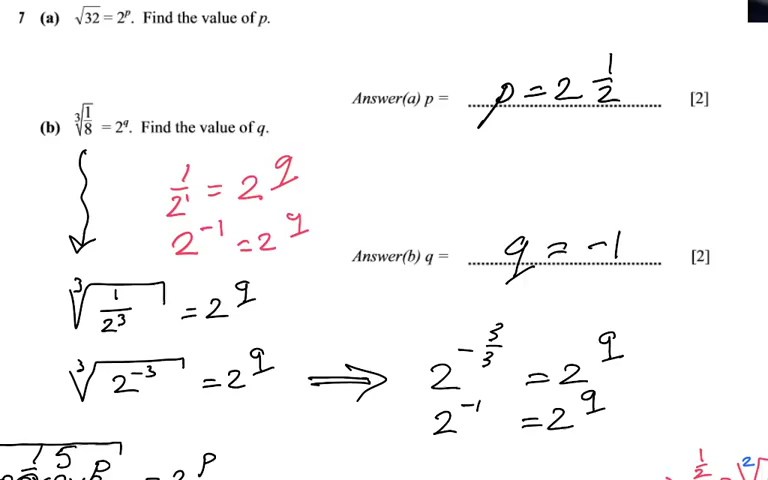 7 (a) √32 = 2ᵖ. Find the value of p.
Answer(a) p = p = 2 1/2 [2]
(b) ∛(1/8) = 2^q. Find the value of q.
1/2¹ = 2^q
2⁻¹ = 2^q
Answer(b) q = q = -1 [2]
∛(1/2³) = 2^q
∛(2⁻³) = 2^q ⟹ 2^(-3/3) = 2^q
2⁻¹ = 2^q